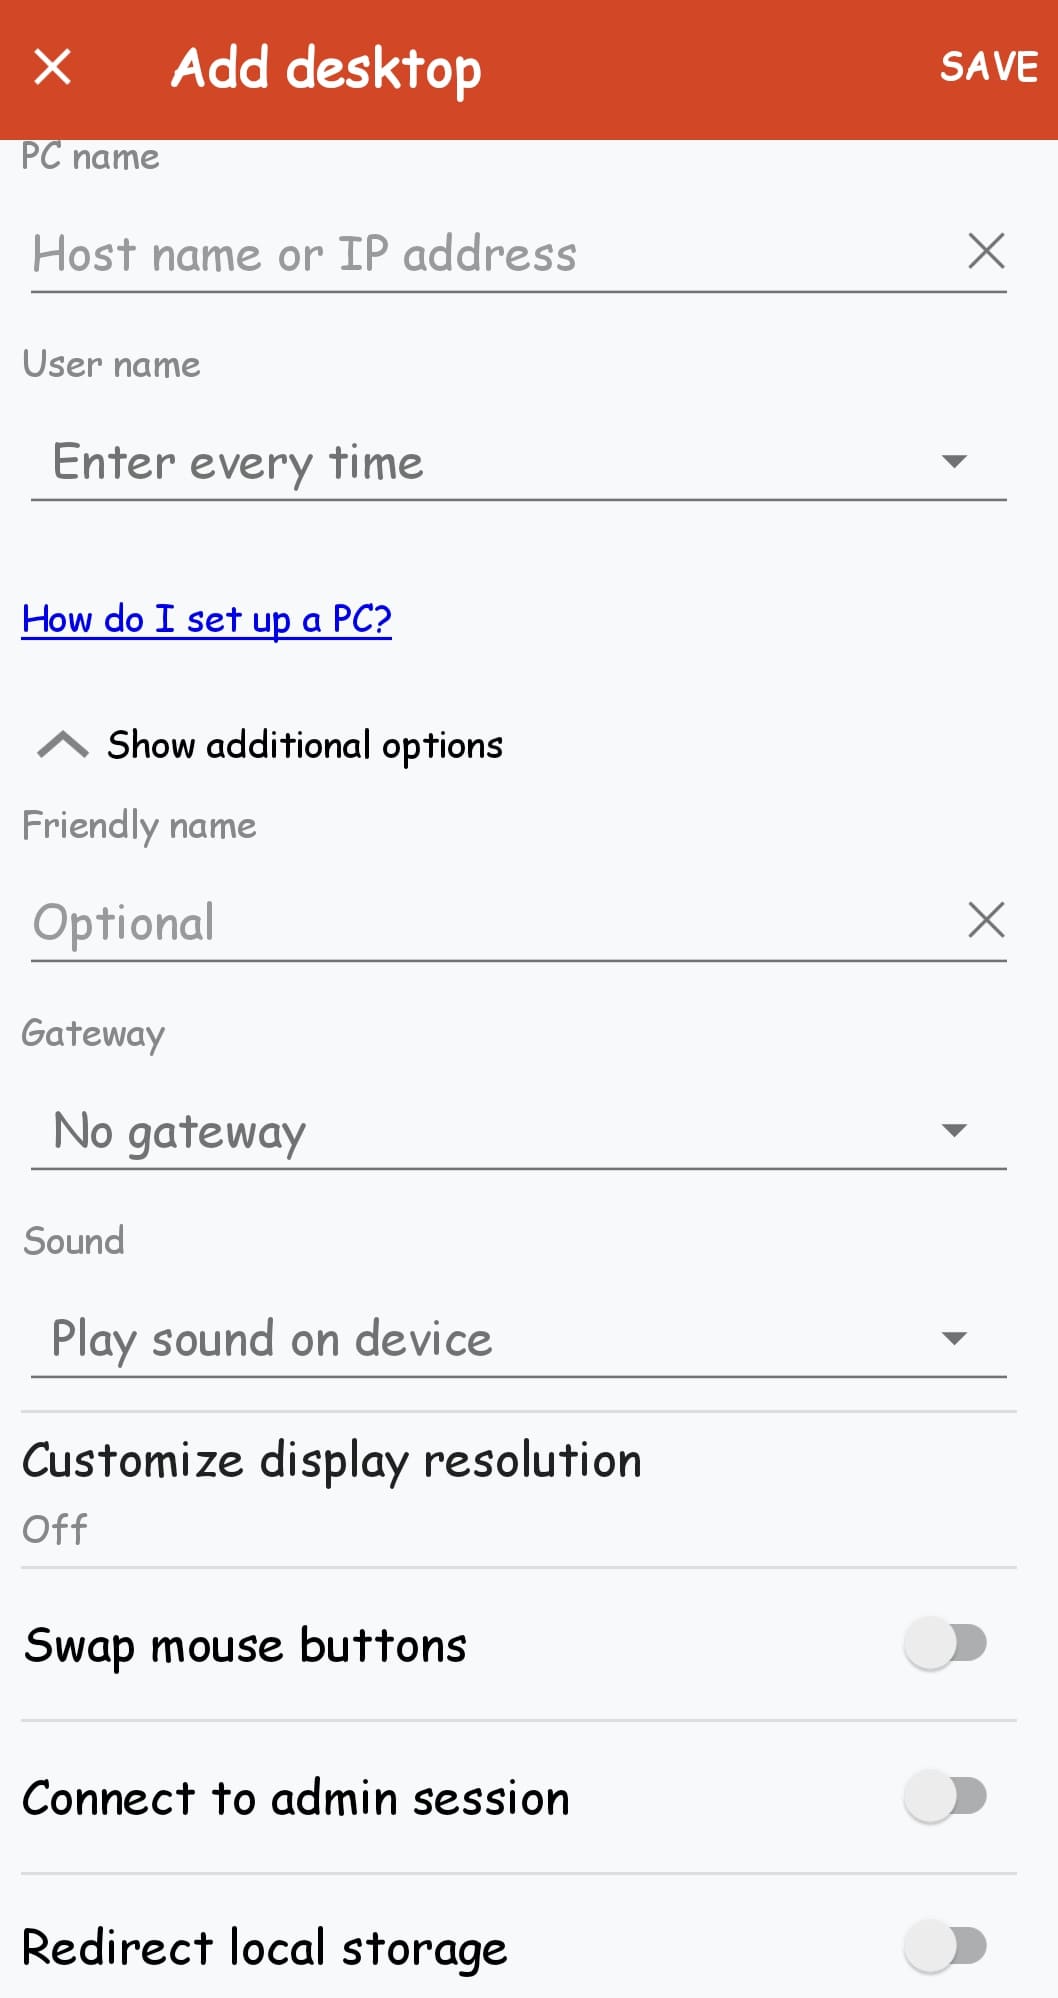 Add desktop
SAVE
PC name
Host name or IP address
User name
Enter every time
How do I set up a PC?
Show additional options
Friendly name
Optional
Gateway
No gateway
Sound
Play sound on device
Customize display resolution
Off
Swap mouse buttons
Connect to admin session
Redirect local storage